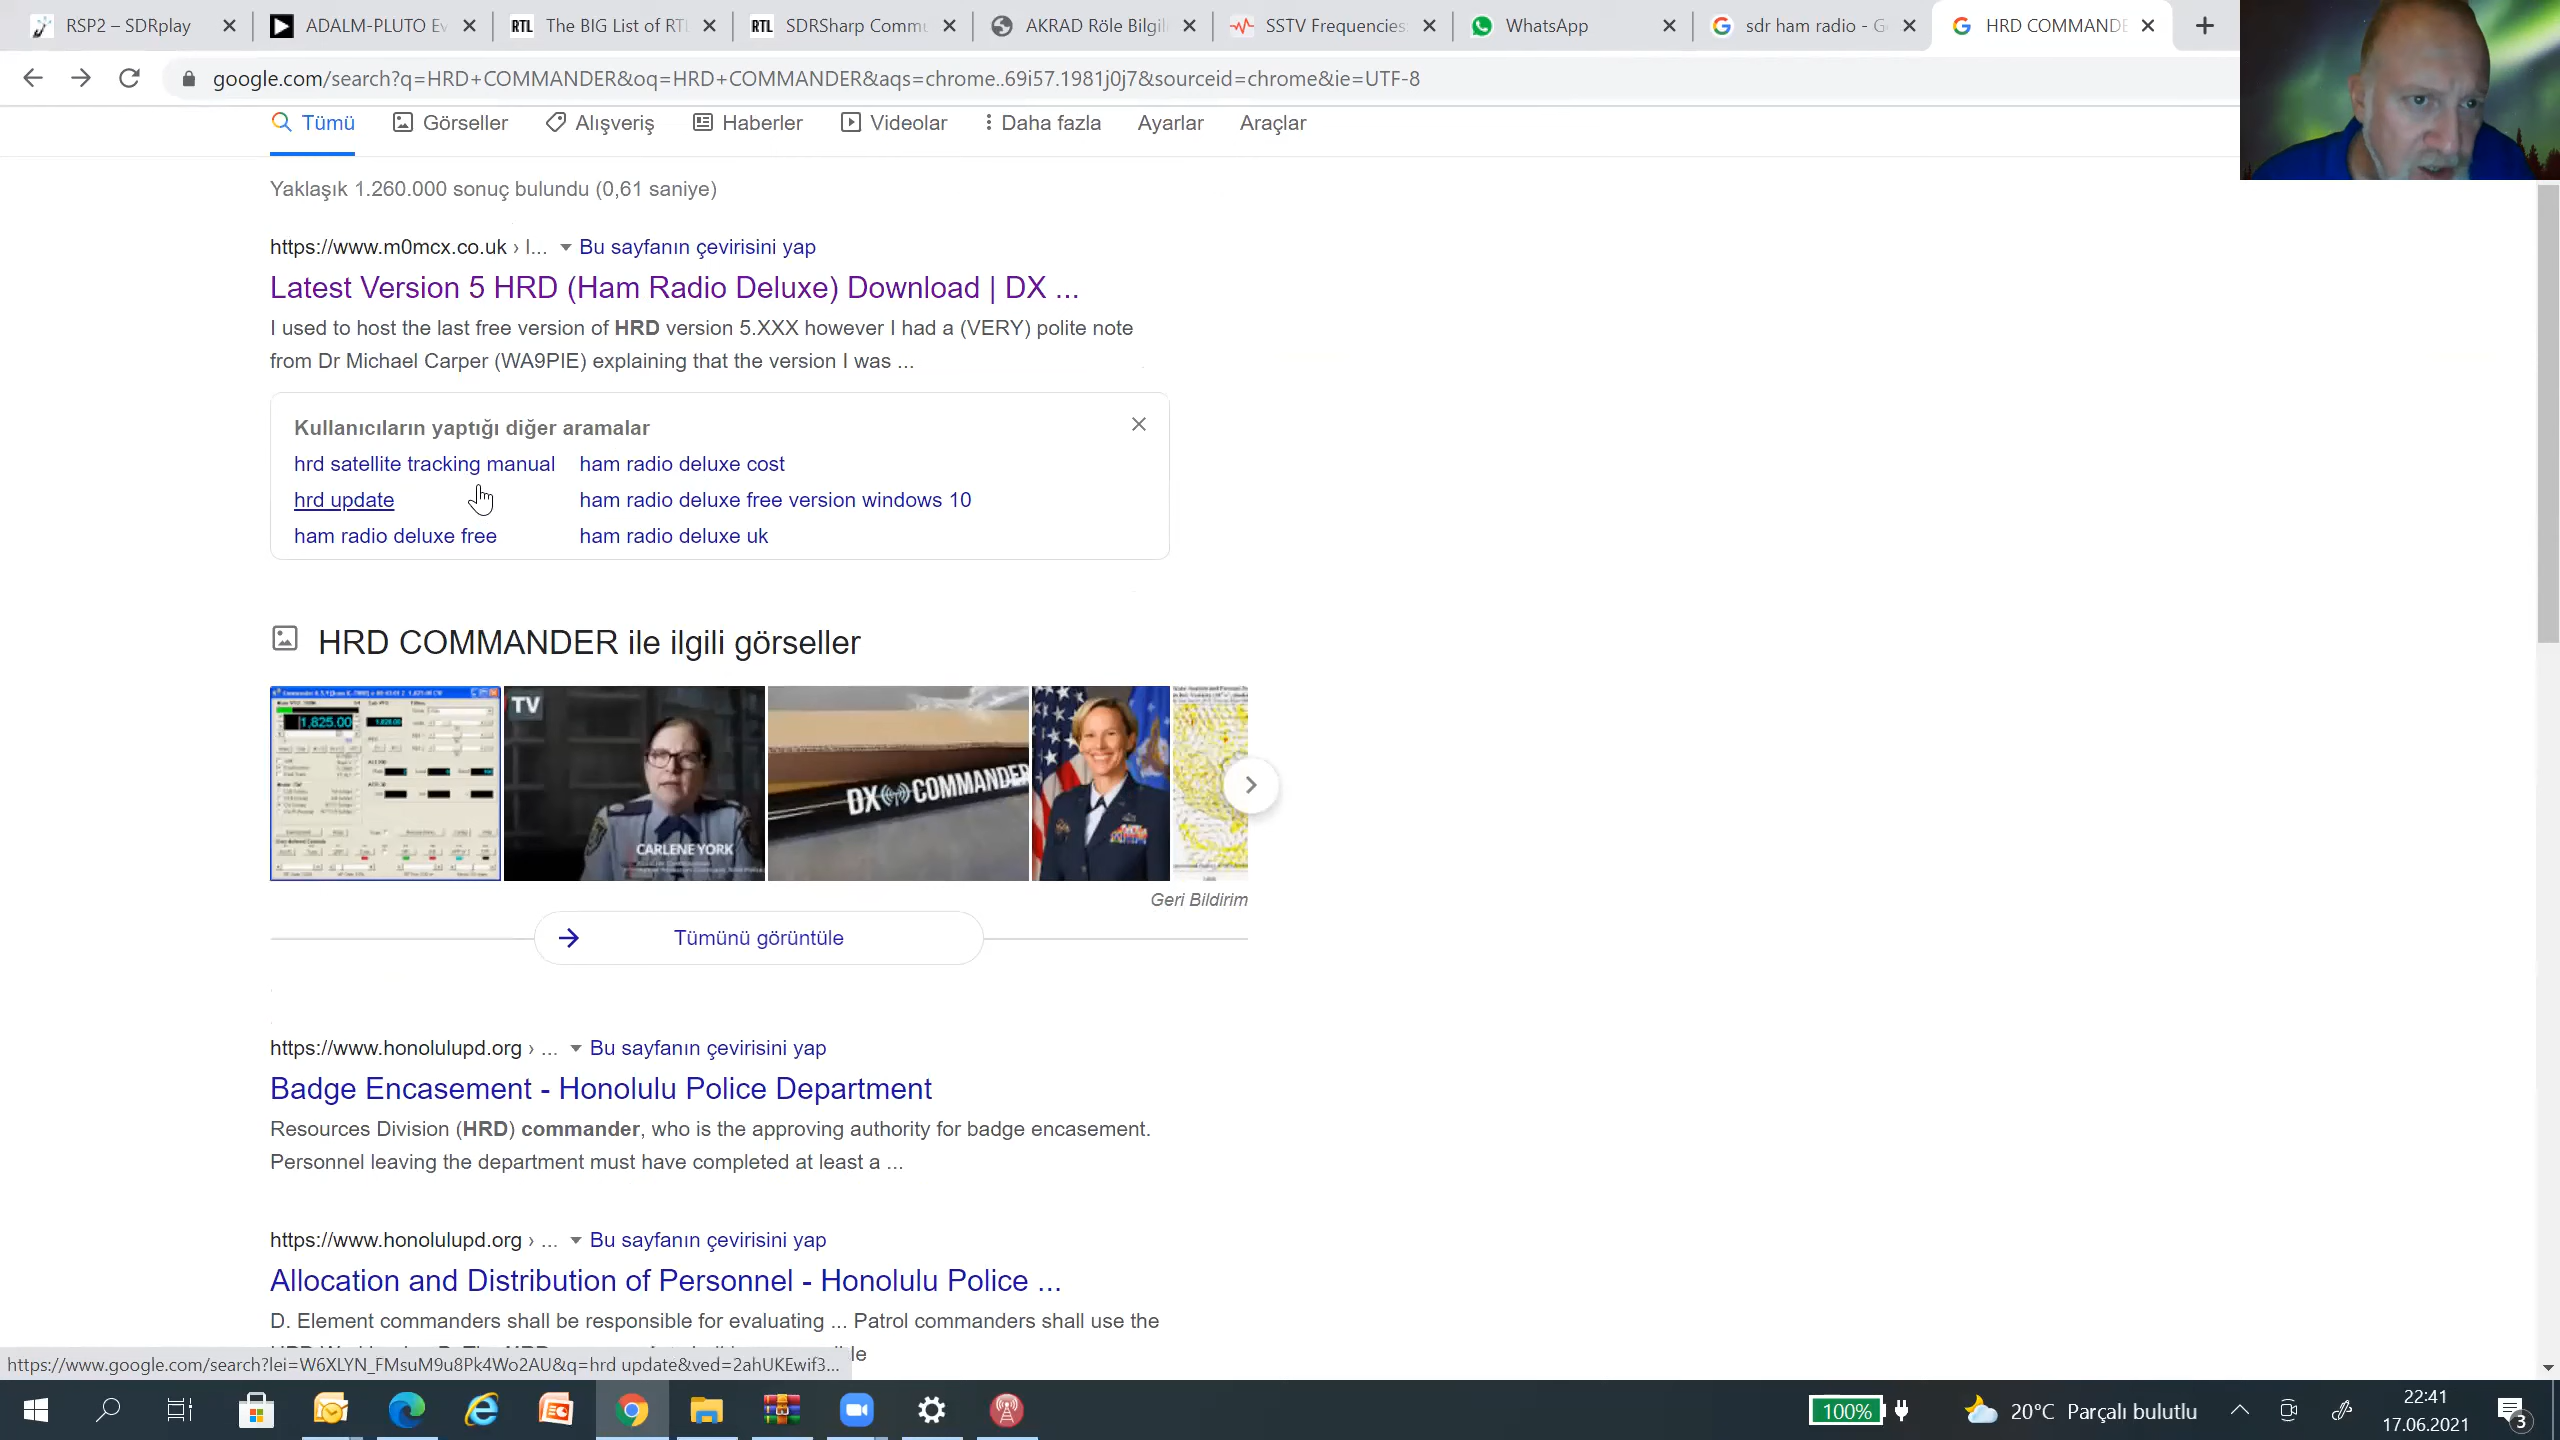 RSP2 – SDRplay
ADALM-PLUTO Ev
RTL The BIG List of RTL
RTL SDRSharp Commu
AKRAD Röle Bilgil
SSTV Frequencies
WhatsApp
sdr ham radio - G
HRD COMMANDE
google.com/search?q=HRD+COMMANDER&oq=HRD+COMMANDER&aqs=chrome..69i57.1981j0j7&sourceid=chrome&ie=UTF-8
Tümü Görseller Alışveriş Haberler Videolar Daha fazla Ayarlar Araçlar
Yaklaşık 1.260.000 sonuç bulundu (0,61 saniye)
https://www.m0mcx.co.uk › l... Bu sayfanın çevirisini yap
Latest Version 5 HRD (Ham Radio Deluxe) Download | DX ...
I used to host the last free version of HRD version 5.XXX however I had a (VERY) polite note
from Dr Michael Carper (WA9PIE) explaining that the version I was ...
Kullanıcıların yaptığı diğer aramalar
hrd satellite tracking manual ham radio deluxe cost
hrd update ham radio deluxe free version windows 10
ham radio deluxe free ham radio deluxe uk
HRD COMMANDER ile ilgili görseller
1,825.00
TV
CARLENE YORK
DX COMMANDER
Geri Bildirim
Tümünü görüntüle
https://www.honolulupd.org › ... Bu sayfanın çevirisini yap
Badge Encasement - Honolulu Police Department
Resources Division (HRD) commander, who is the approving authority for badge encasement.
Personnel leaving the department must have completed at least a ...
https://www.honolulupd.org › ... Bu sayfanın çevirisini yap
Allocation and Distribution of Personnel - Honolulu Police ...
D. Element commanders shall be responsible for evaluating ... Patrol commanders shall use the
https://www.google.com/search?lei=W6XLYN_FMsuM9u8Pk4Wo2AU&q=hrd update&ved=2ahUKEwif3...
100% 20°C Parçalı bulutlu 22:41
17.06.2021
3